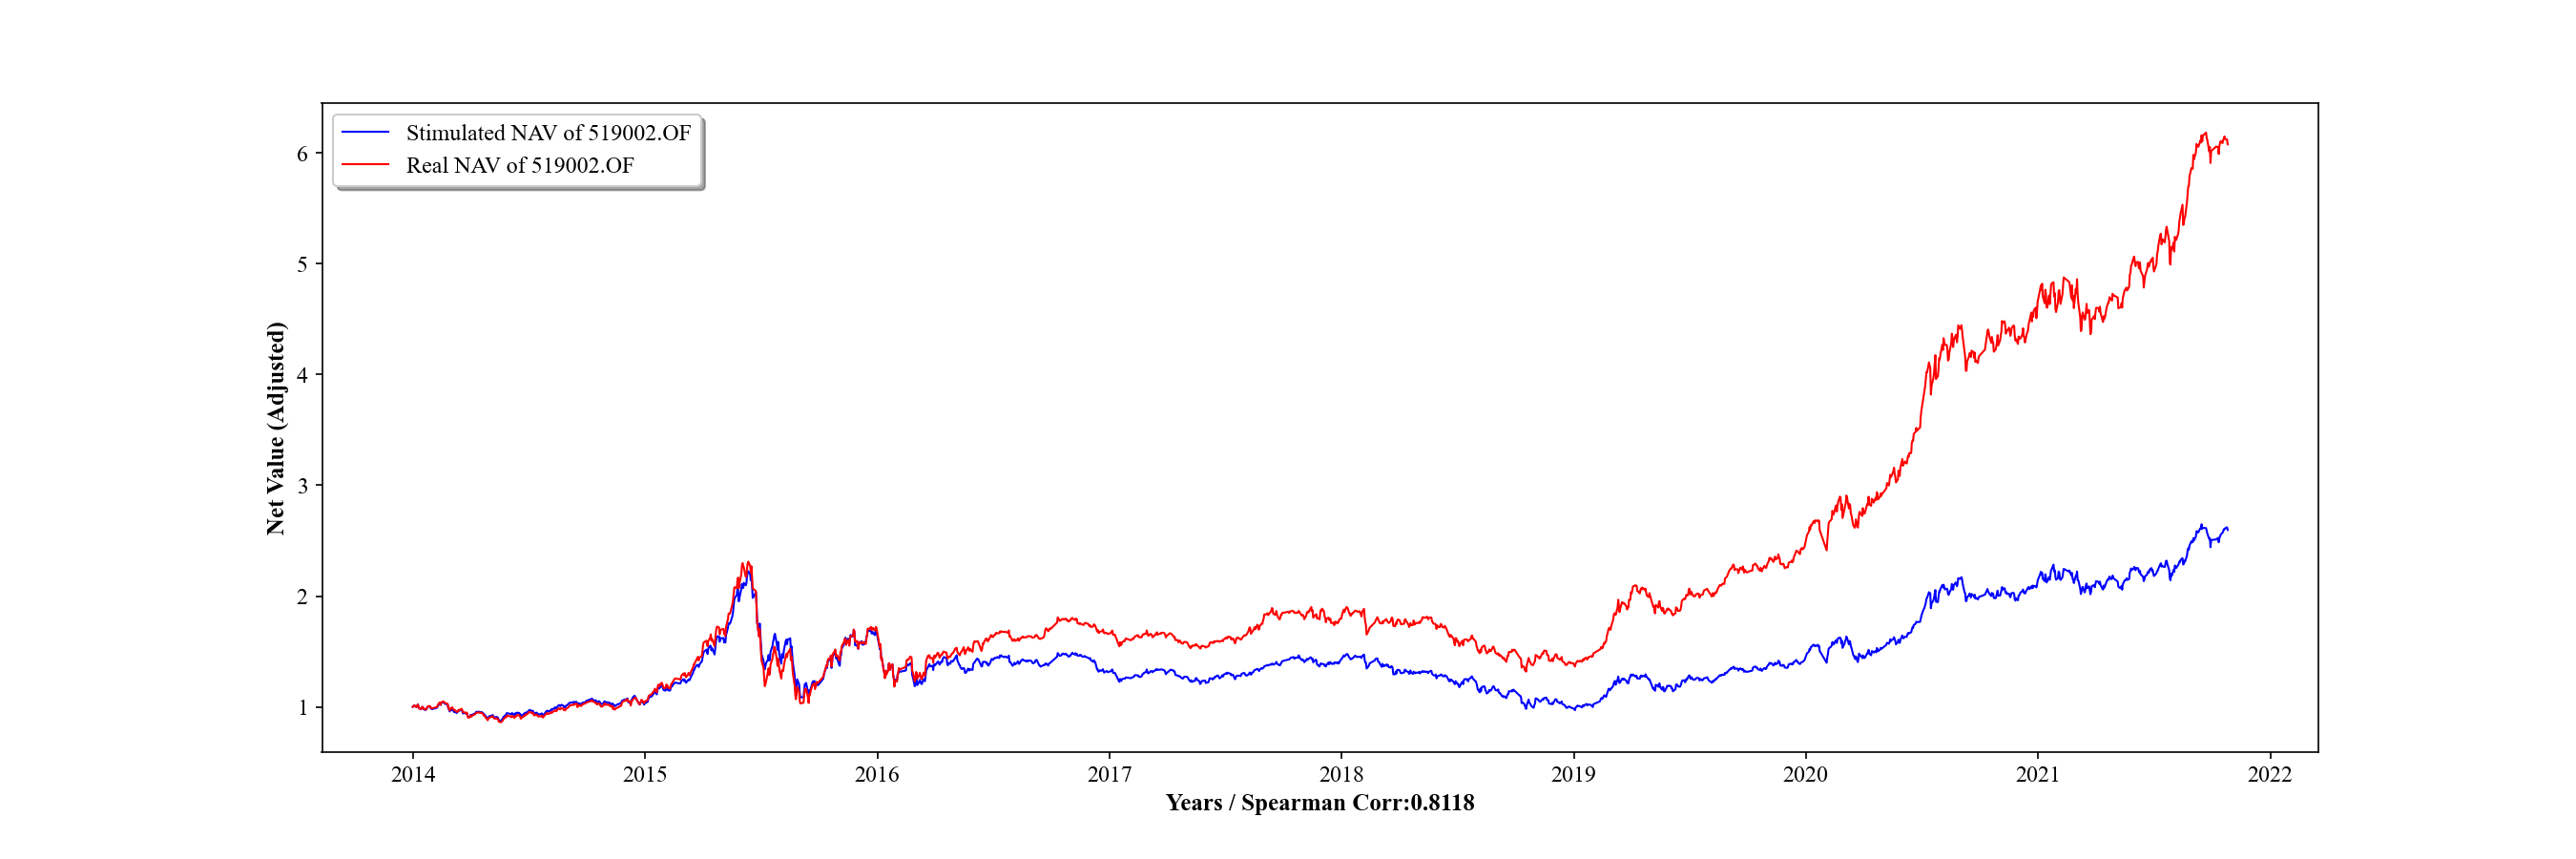 Stimulated NAV of 519002.OF
Real NAV of 519002.OF
Net Value (Adjusted)
6
5
4
3
2
1
2014 2015 2016 2017 2018 2019 2020 2021 2022
Years / Spearman Corr:0.8118